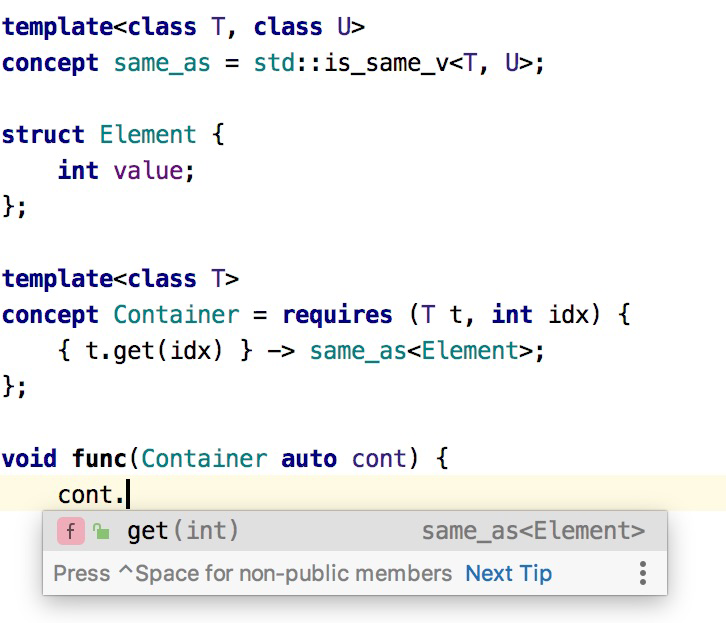 template<class T, class U>
concept same_as = std::is_same_v<T, U>;
struct Element {
    int value;
};
template<class T>
concept Container = requires (T t, int idx) {
    { t.get(idx) } -> same_as<Element>;
};
void func(Container auto cont) {
    cont.
f get(int) same_as<Element>
Press ^Space for non-public members Next Tip